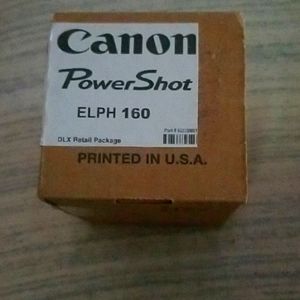 Canon
PowerShot
ELPH 160
DLX Retail Package
PRINTED IN U.S.A.